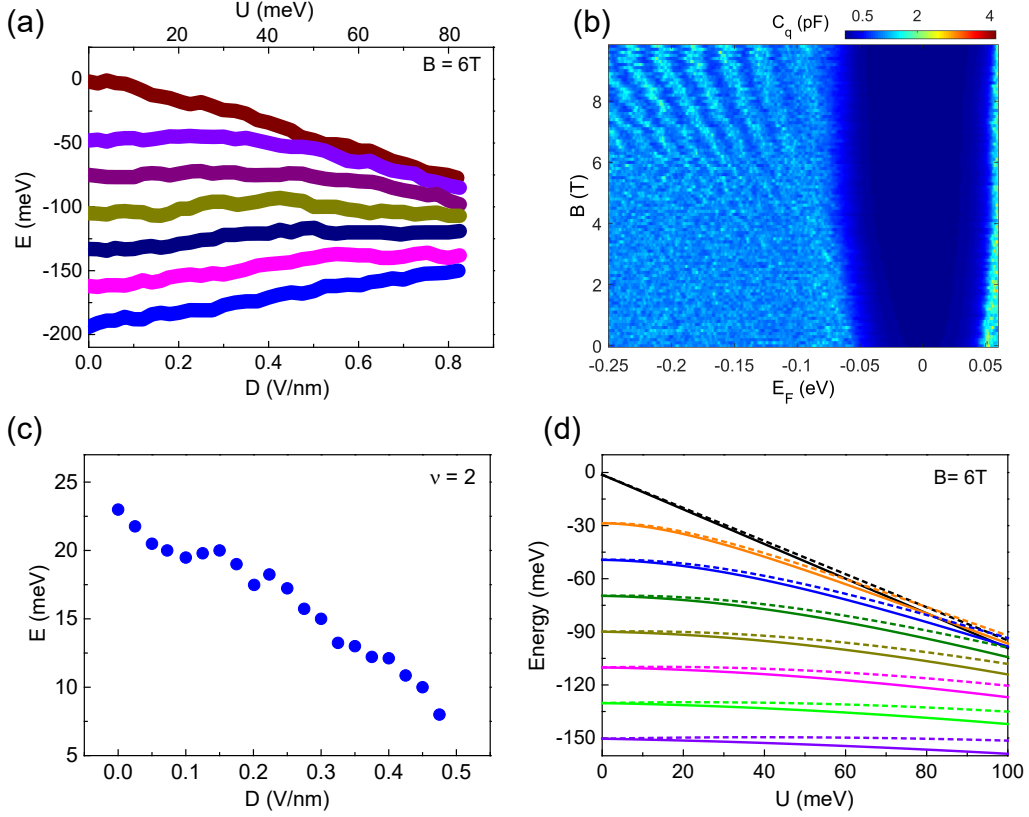 (a)
U (meV)
20 40 60 80
B = 6T
0
-50
-100
-150
-200
E (meV)
0.0 0.2 0.4 0.6 0.8
D (V/nm)
(b)
C_q (pF)
0.5 2 4
8
6
4
2
0
B (T)
-0.25 -0.2 -0.15 -0.1 -0.05 0 0.05
E_F (eV)
(c)
ν = 2
25
20
15
10
5
E (meV)
0.0 0.1 0.2 0.3 0.4 0.5
D (V/nm)
(d)
B= 6T
0
-30
-60
-90
-120
-150
Energy (meV)
0 20 40 60 80 100
U (meV)